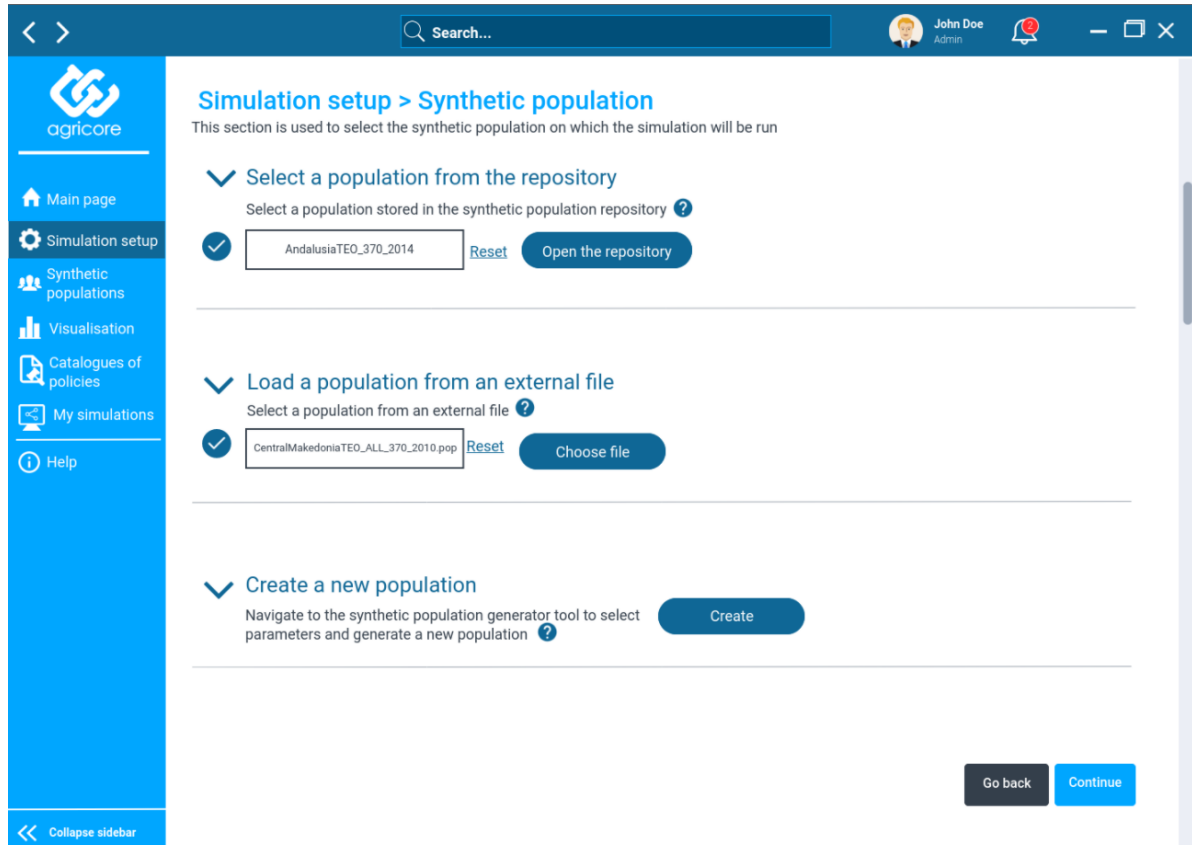 Search...
John Doe
Admin
2
agricore
Main page
Simulation setup
Synthetic
populations
Visualisation
Catalogues of
policies
My simulations
Help
Collapse sidebar
Simulation setup > Synthetic population
This section is used to select the synthetic population on which the simulation will be run
Select a population from the repository
Select a population stored in the synthetic population repository ?
AndalusiaTEO_370_2014 Reset Open the repository
Load a population from an external file
Select a population from an external file ?
CentralMakedoniaTEO_ALL_370_2010.pop Reset Choose file
Create a new population
Navigate to the synthetic population generator tool to select
parameters and generate a new population ?
Create
Go back Continue